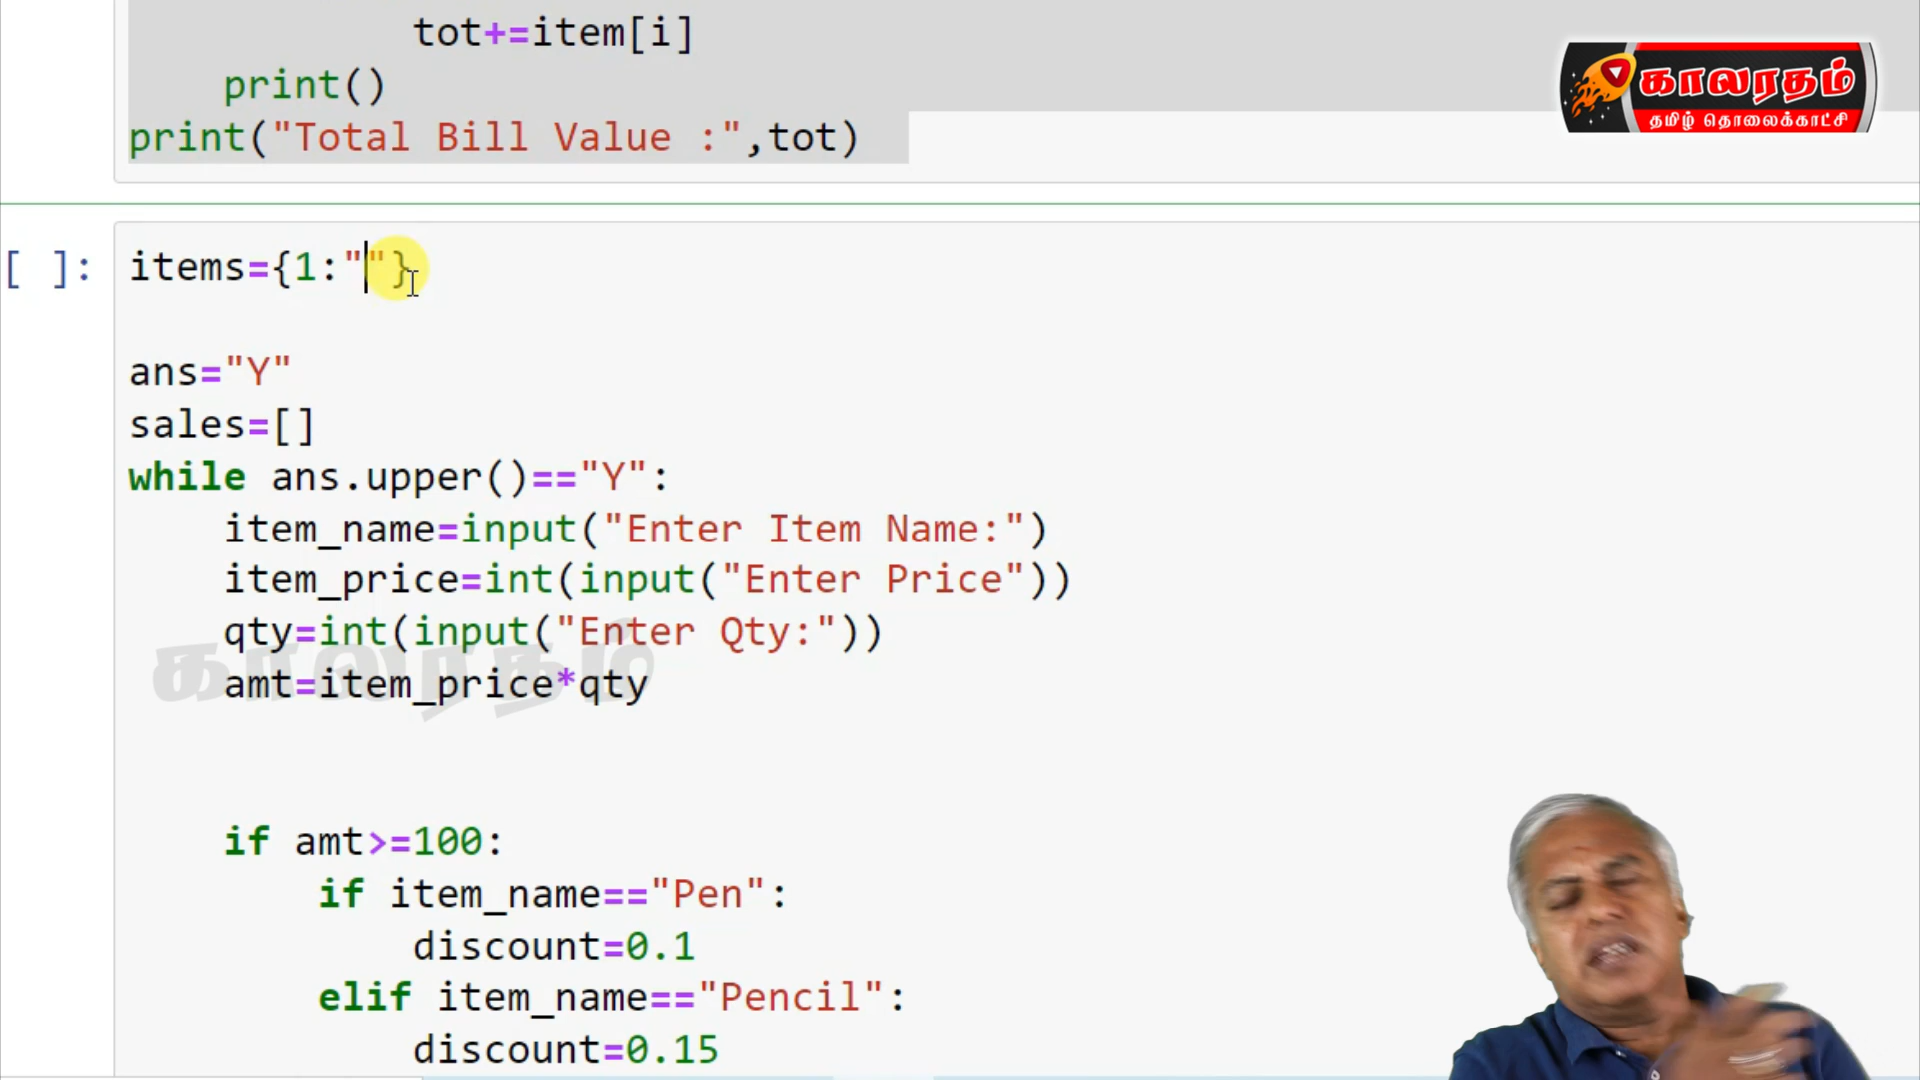 tot+=item[i]
print()
print("Total Bill Value :",tot)
காலரதம்
தமிழ் தொலைக்காட்சி
[ ]:
items={1:""}
ans="Y"
sales=[]
while ans.upper()=="Y":
item_name=input("Enter Item Name:")
item_price=int(input("Enter Price"))
qty=int(input("Enter Qty:"))
காலரதம்
amt=item_price*qty
if amt>=100:
if item_name=="Pen":
discount=0.1
elif item_name=="Pencil":
discount=0.15